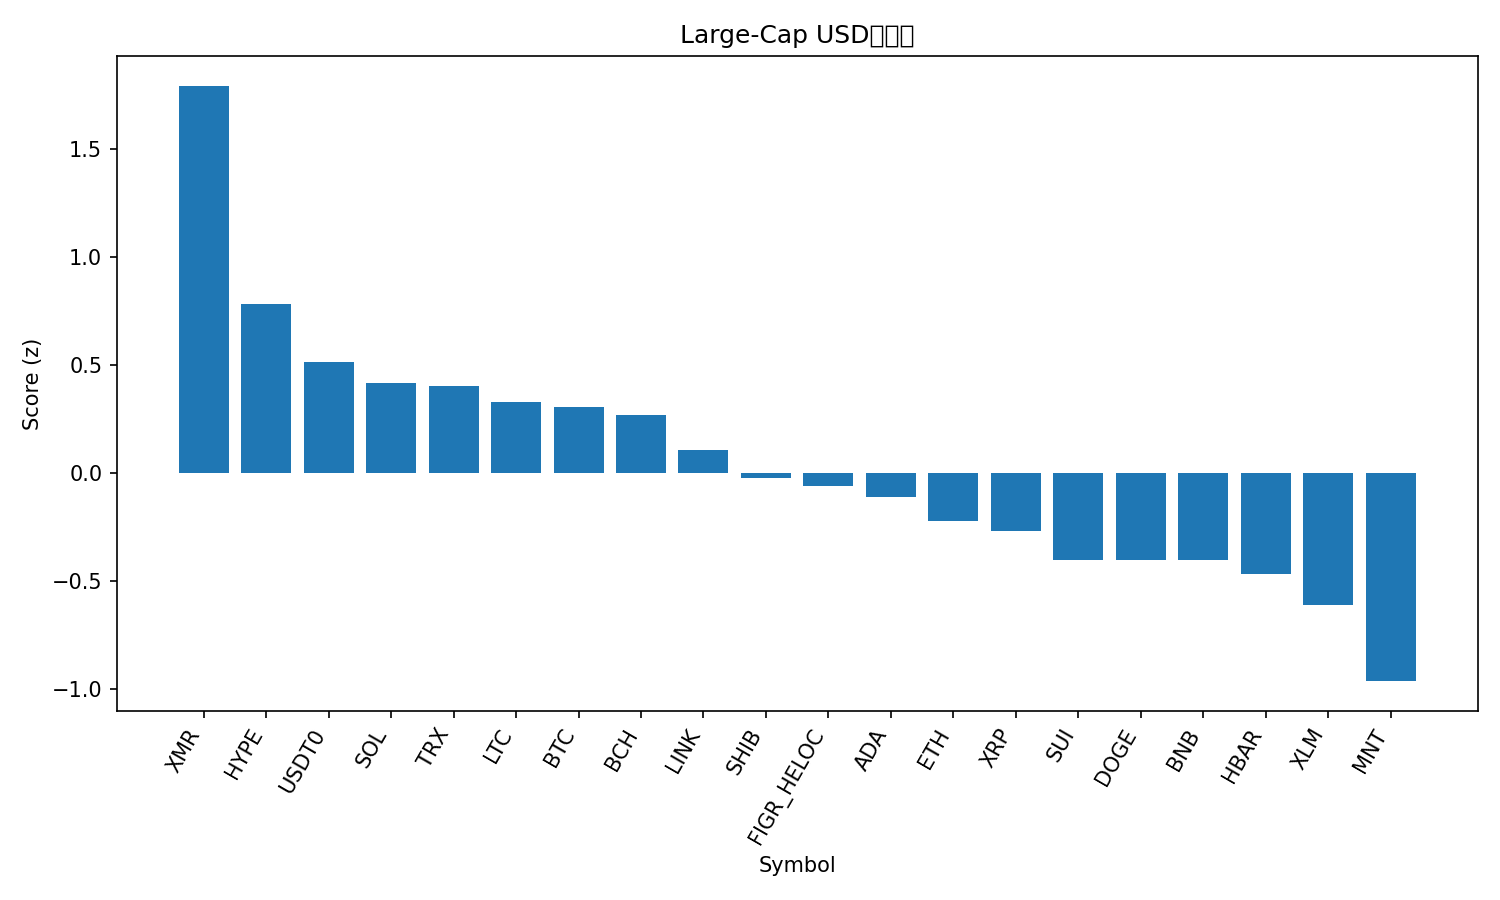 Large-Cap USD
Score (z)
1.5
1.0
0.5
0.0
−0.5
−1.0
XMR
HYPE
USDT0
SOL
TRX
LTC
BTC
BCH
LINK
SHIB
FIGR_HELOC
ADA
ETH
XRP
SUI
DOGE
BNB
HBAR
XLM
MNT
Symbol